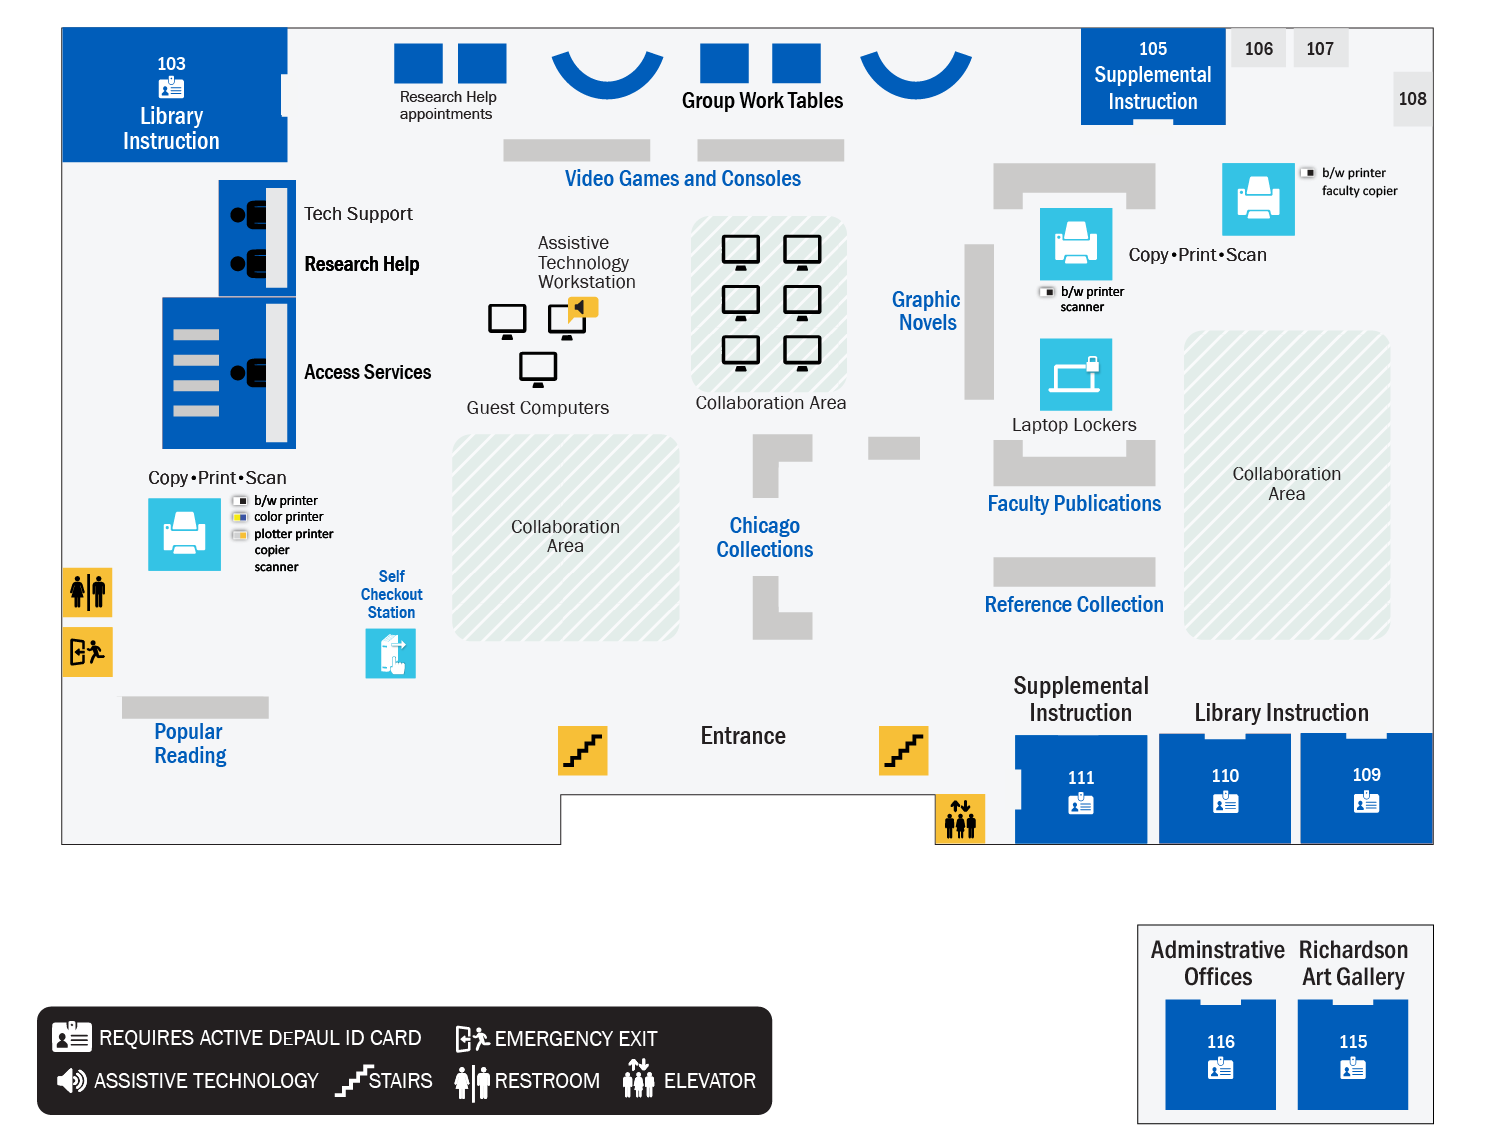 103
Library
Instruction
Research Help
appointments
Group Work Tables
105
Supplemental
Instruction
106
107
108
Video Games and Consoles
b/w printer
faculty copier
Tech Support
Research Help
Assistive
Technology
Workstation
Copy•Print•Scan
b/w printer
scanner
Graphic
Novels
Access Services
Guest Computers
Collaboration Area
Laptop Lockers
Copy•Print•Scan
b/w printer
color printer
plotter printer
copier
scanner
Collaboration
Area
Chicago
Collections
Faculty Publications
Collaboration
Area
Self
Checkout
Station
Reference Collection
Popular
Reading
Entrance
Supplemental
Instruction
Library Instruction
111
110
109
Adminstrative
Offices
Richardson
Art Gallery
116
115
REQUIRES ACTIVE DEPAUL ID CARD
EMERGENCY EXIT
ASSISTIVE TECHNOLOGY
STAIRS
RESTROOM
ELEVATOR